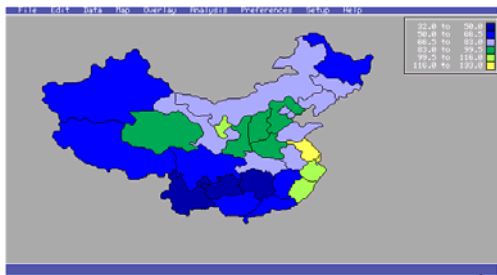 File Edit Data Map Overlay Analysis Preferences Setup Help
32.0 to 50.0
50.0 to 66.5
66.5 to 83.0
83.0 to 99.5
99.5 to 116.0
116.0 to 133.0